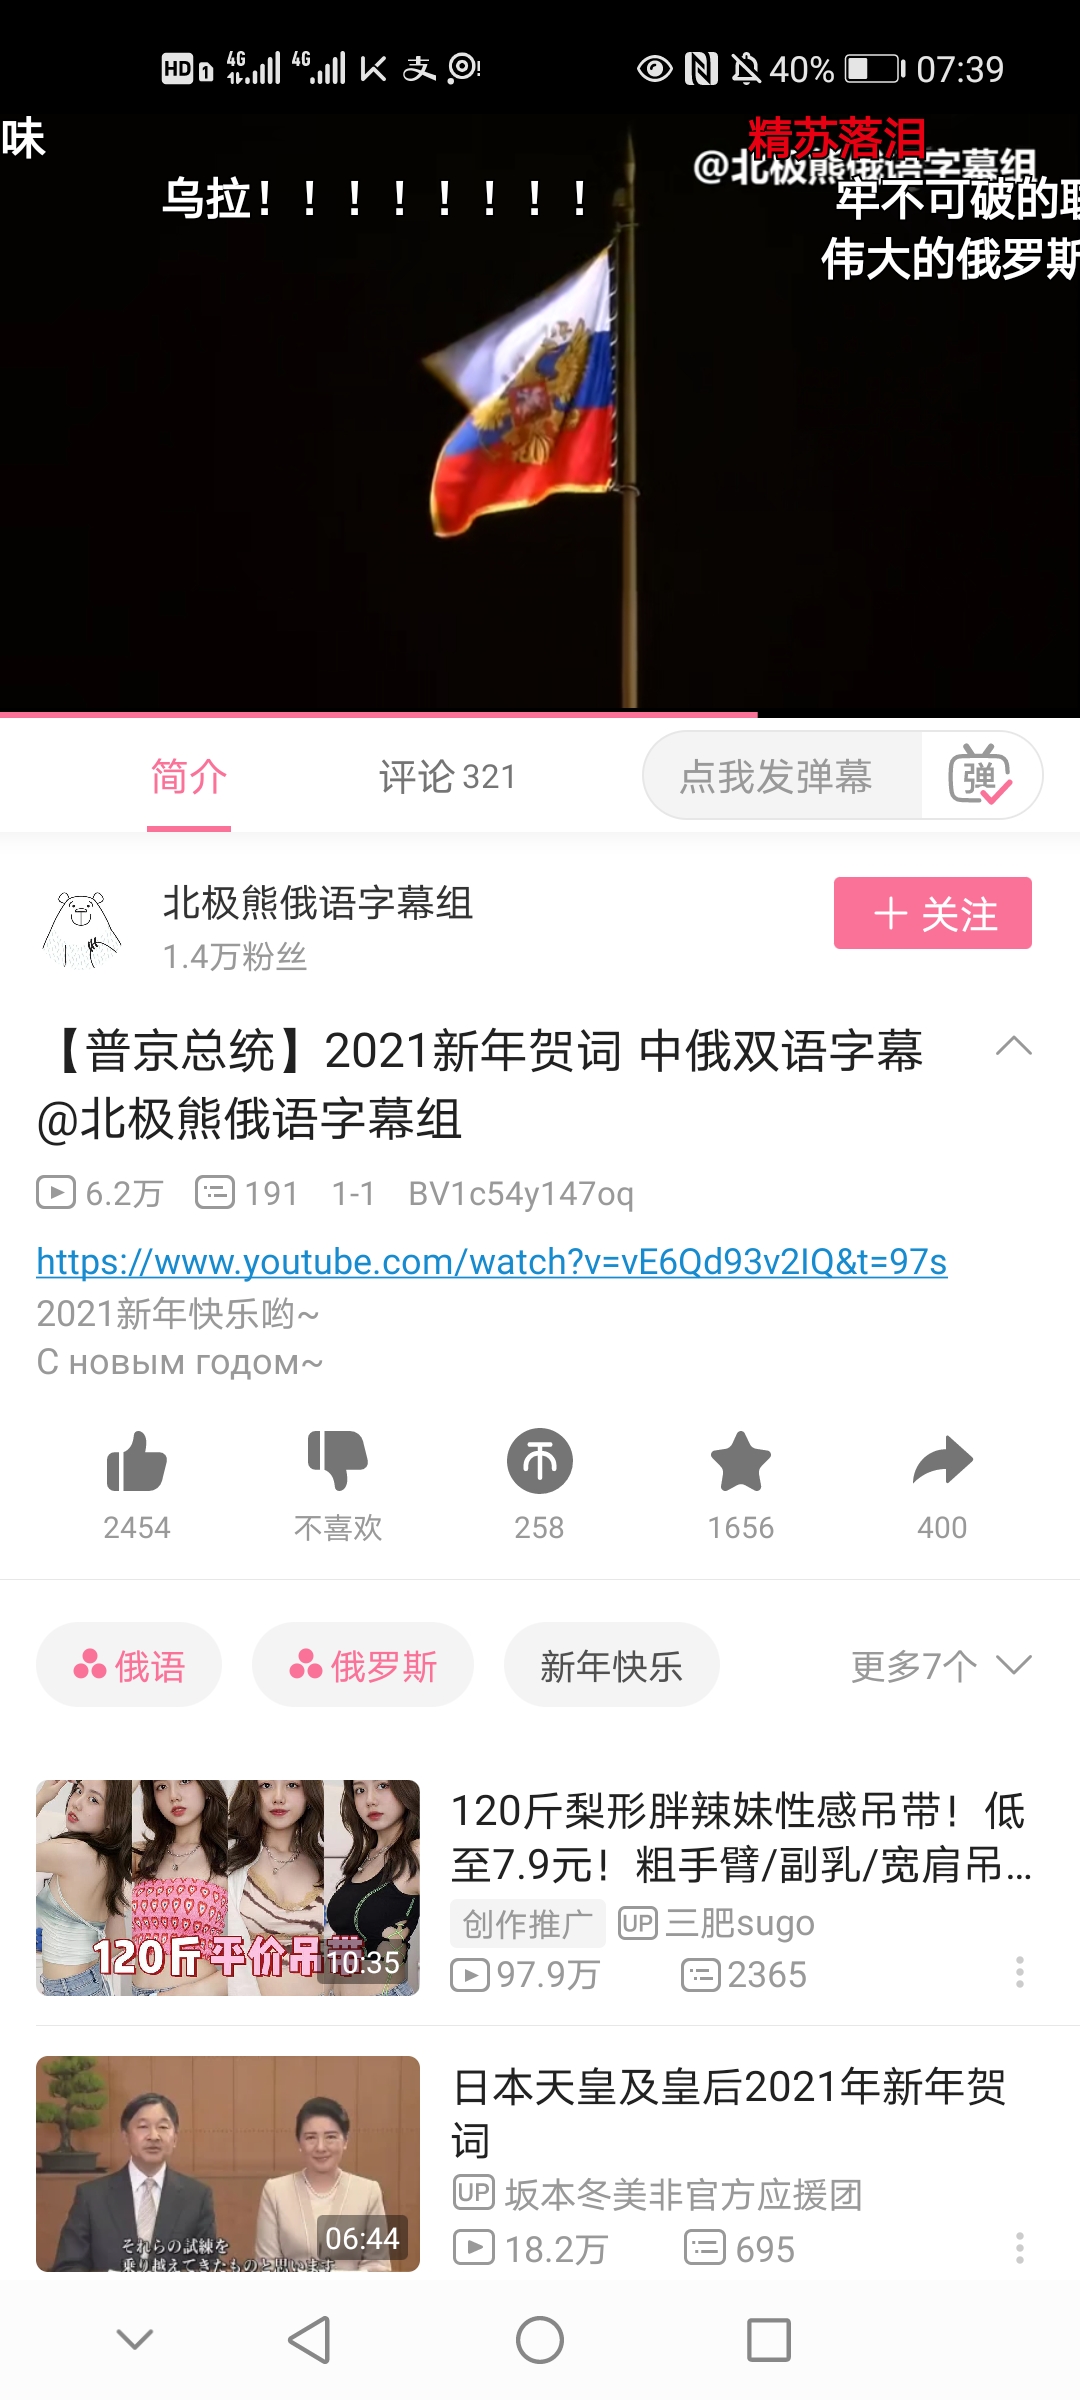 HD 1 4G 4G 支 40% 07:39
味
精苏落泪
@北极熊俄语字幕组
乌拉！！！！！！！！
牢不可破的联
伟大的俄罗斯
简介
评论 321
点我发弹幕
弹
北极熊俄语字幕组
1.4万粉丝
+ 关注
【普京总统】2021新年贺词 中俄双语字幕
@北极熊俄语字幕组
6.2万 191 1-1 BV1c54y147oq
https://www.youtube.com/watch?v=vE6Qd93v2IQ&t=97s
2021新年快乐哟~
С новым годом~
2454 不喜欢 258 1656 400
俄语 俄罗斯 新年快乐 更多7个
120斤平价吊带
10:35
120斤梨形胖辣妹性感吊带！低
至7.9元！粗手臂/副乳/宽肩吊...
创作推广 UP 三肥sugo
97.9万 2365
それらの試練を
乗り越えてきたものと思います
06:44
日本天皇及皇后2021年新年贺
词
UP 坂本冬美非官方应援团
18.2万 695